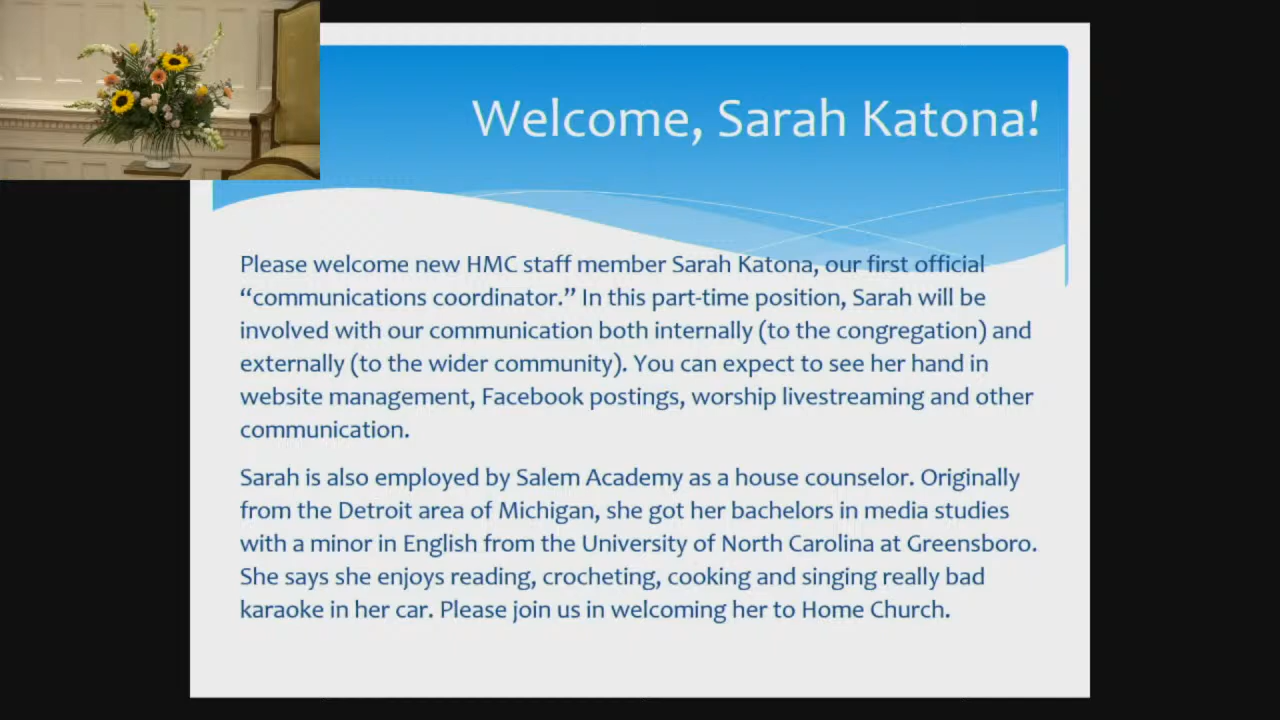 Welcome, Sarah Katona!
Please welcome new HMC staff member Sarah Katona, our first official
“communications coordinator.” In this part-time position, Sarah will be
involved with our communication both internally (to the congregation) and
externally (to the wider community). You can expect to see her hand in
website management, Facebook postings, worship livestreaming and other
communication.
Sarah is also employed by Salem Academy as a house counselor. Originally
from the Detroit area of Michigan, she got her bachelors in media studies
with a minor in English from the University of North Carolina at Greensboro.
She says she enjoys reading, crocheting, cooking and singing really bad
karaoke in her car. Please join us in welcoming her to Home Church.